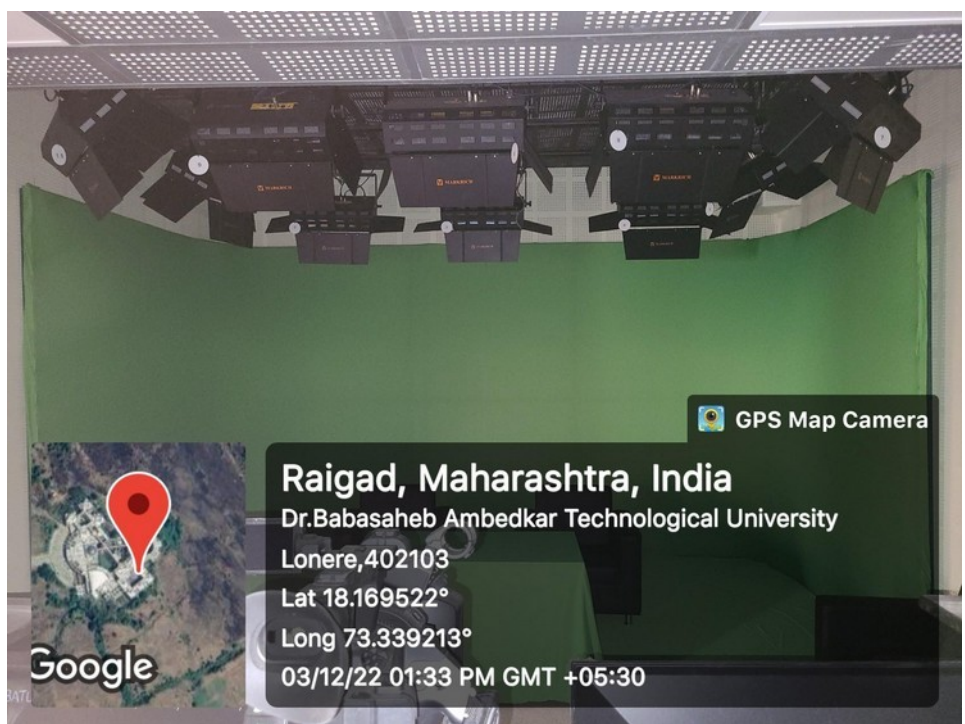 GPS Map Camera
Raigad, Maharashtra, India
Dr.Babasaheb Ambedkar Technological University
Lonere,402103
Lat 18.169522°
Long 73.339213°
03/12/22 01:33 PM GMT +05:30
Google